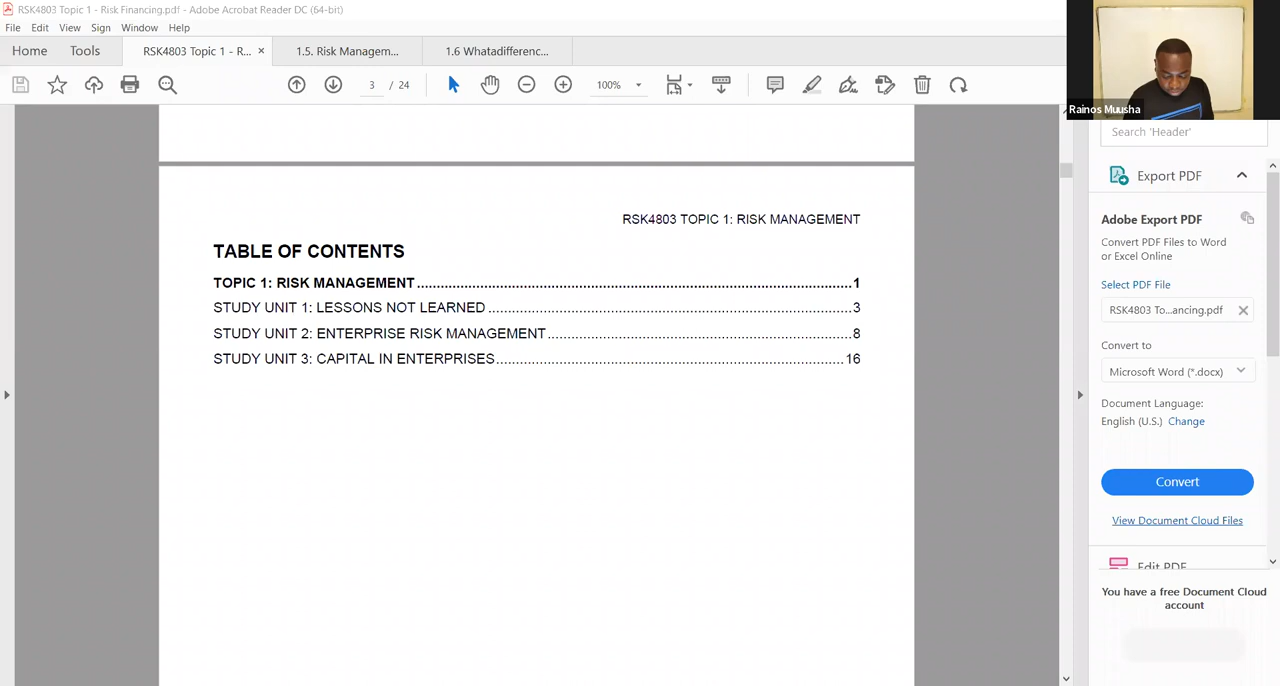 RSK4803 Topic 1 - Risk Financing.pdf - Adobe Acrobat Reader DC (64-bit)
File Edit View Sign Window Help
Home Tools RSK4803 Topic 1 - R... × 1.5. Risk Managem... 1.6 Whatadifferenc...
3 / 24 100%
Rainos Muusha
Search 'Header'
Export PDF
Adobe Export PDF
Convert PDF Files to Word
or Excel Online
Select PDF File
RSK4803 To...ancing.pdf
Convert to
Microsoft Word (*.docx)
Document Language:
English (U.S.) Change
Convert
View Document Cloud Files
Edit PDF
You have a free Document Cloud
account
RSK4803 TOPIC 1: RISK MANAGEMENT
TABLE OF CONTENTS
TOPIC 1: RISK MANAGEMENT ........ 1
STUDY UNIT 1: LESSONS NOT LEARNED ........ 3
STUDY UNIT 2: ENTERPRISE RISK MANAGEMENT ........ 8
STUDY UNIT 3: CAPITAL IN ENTERPRISES ........ 16